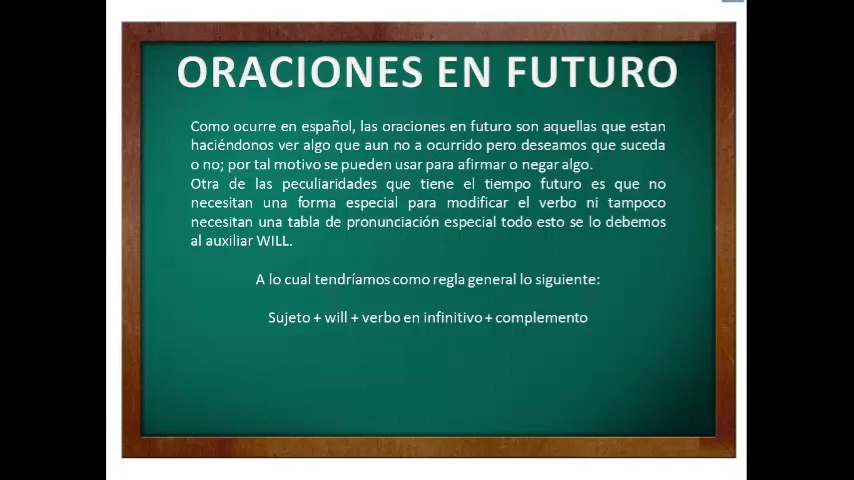 ORACIONES EN FUTURO
Como ocurre en español, las oraciones en futuro son aquellas que estan
haciéndonos ver algo que aun no a ocurrido pero deseamos que suceda
o no; por tal motivo se pueden usar para afirmar o negar algo.
Otra de las peculiaridades que tiene el tiempo futuro es que no
necesitan una forma especial para modificar el verbo ni tampoco
necesitan una tabla de pronunciación especial todo esto se lo debemos
al auxiliar WILL.
A lo cual tendríamos como regla general lo siguiente:
Sujeto + will + verbo en infinitivo + complemento